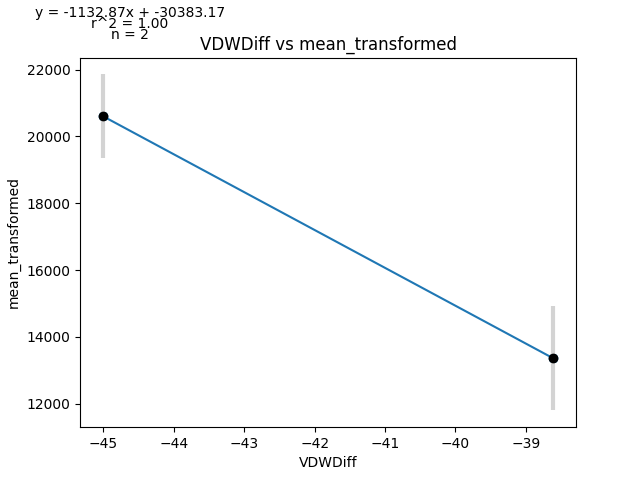 y = -1132.87x + -30383.17
r^2 = 1.00
n = 2
VDWDiff vs mean_transformed
22000
20000
18000
16000
14000
12000
mean_transformed
−45
−44
−43
−42
−41
−40
−39
VDWDiff